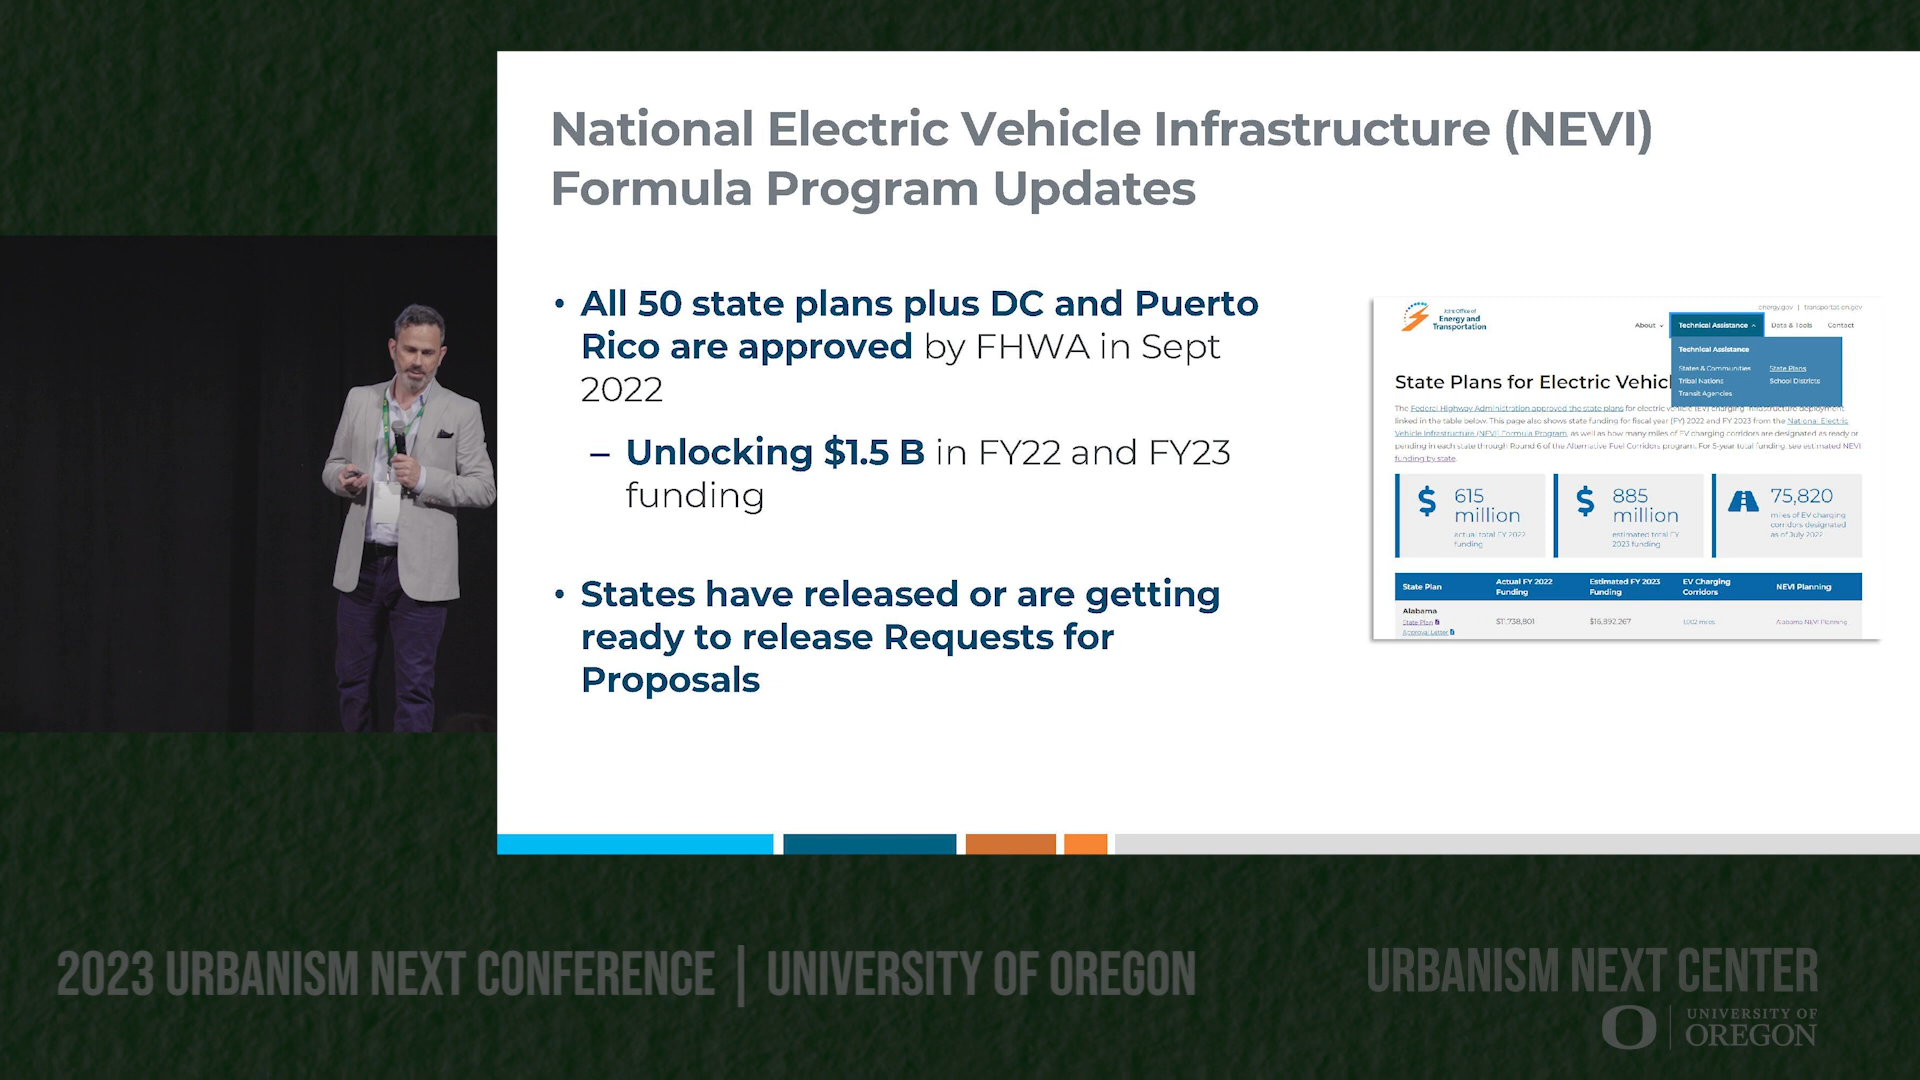 National Electric Vehicle Infrastructure (NEVI)
Formula Program Updates
• All 50 state plans plus DC and Puerto
Rico are approved by FHWA in Sept
2022
– Unlocking $1.5 B in FY22 and FY23
funding
• States have released or are getting
ready to release Requests for
Proposals
energy.gov | transportation.gov
Joint Office of
Energy and
Transportation
About Technical Assistance Data & Tools Contact
Technical Assistance
States & Communities State Plans
Tribal Nations School Districts
Transit Agencies
State Plans for Electric Vehicl
The Federal Highway Administration approved the state plans for electric vehicle (EV) charging infrastructure deployment
linked in the table below. This page also shows state funding for fiscal year (FY) 2022 and FY 2023 from the National Electric
Vehicle Infrastructure (NEVI) Formula Program, as well as how many miles of EV charging corridors are designated as ready or
pending in each state through Round 6 of the Alternative Fuel Corridors program. For 5-year total funding, see estimated NEVI
funding by state.
$ 615 million
actual total FY 2022
funding
$ 885 million
estimated total FY
2023 funding
75,820
miles of EV charging
corridors designated
as of July 2022
State Plan Actual FY 2022 Funding Estimated FY 2023 Funding EV Charging Corridors NEVI Planning
Alabama
State Plan
Approval Letter
$11,738,801 $16,892,267 1,002 miles Alabama NEVI Planning
2023 URBANISM NEXT CONFERENCE | UNIVERSITY OF OREGON
URBANISM NEXT CENTER
O UNIVERSITY OF
OREGON